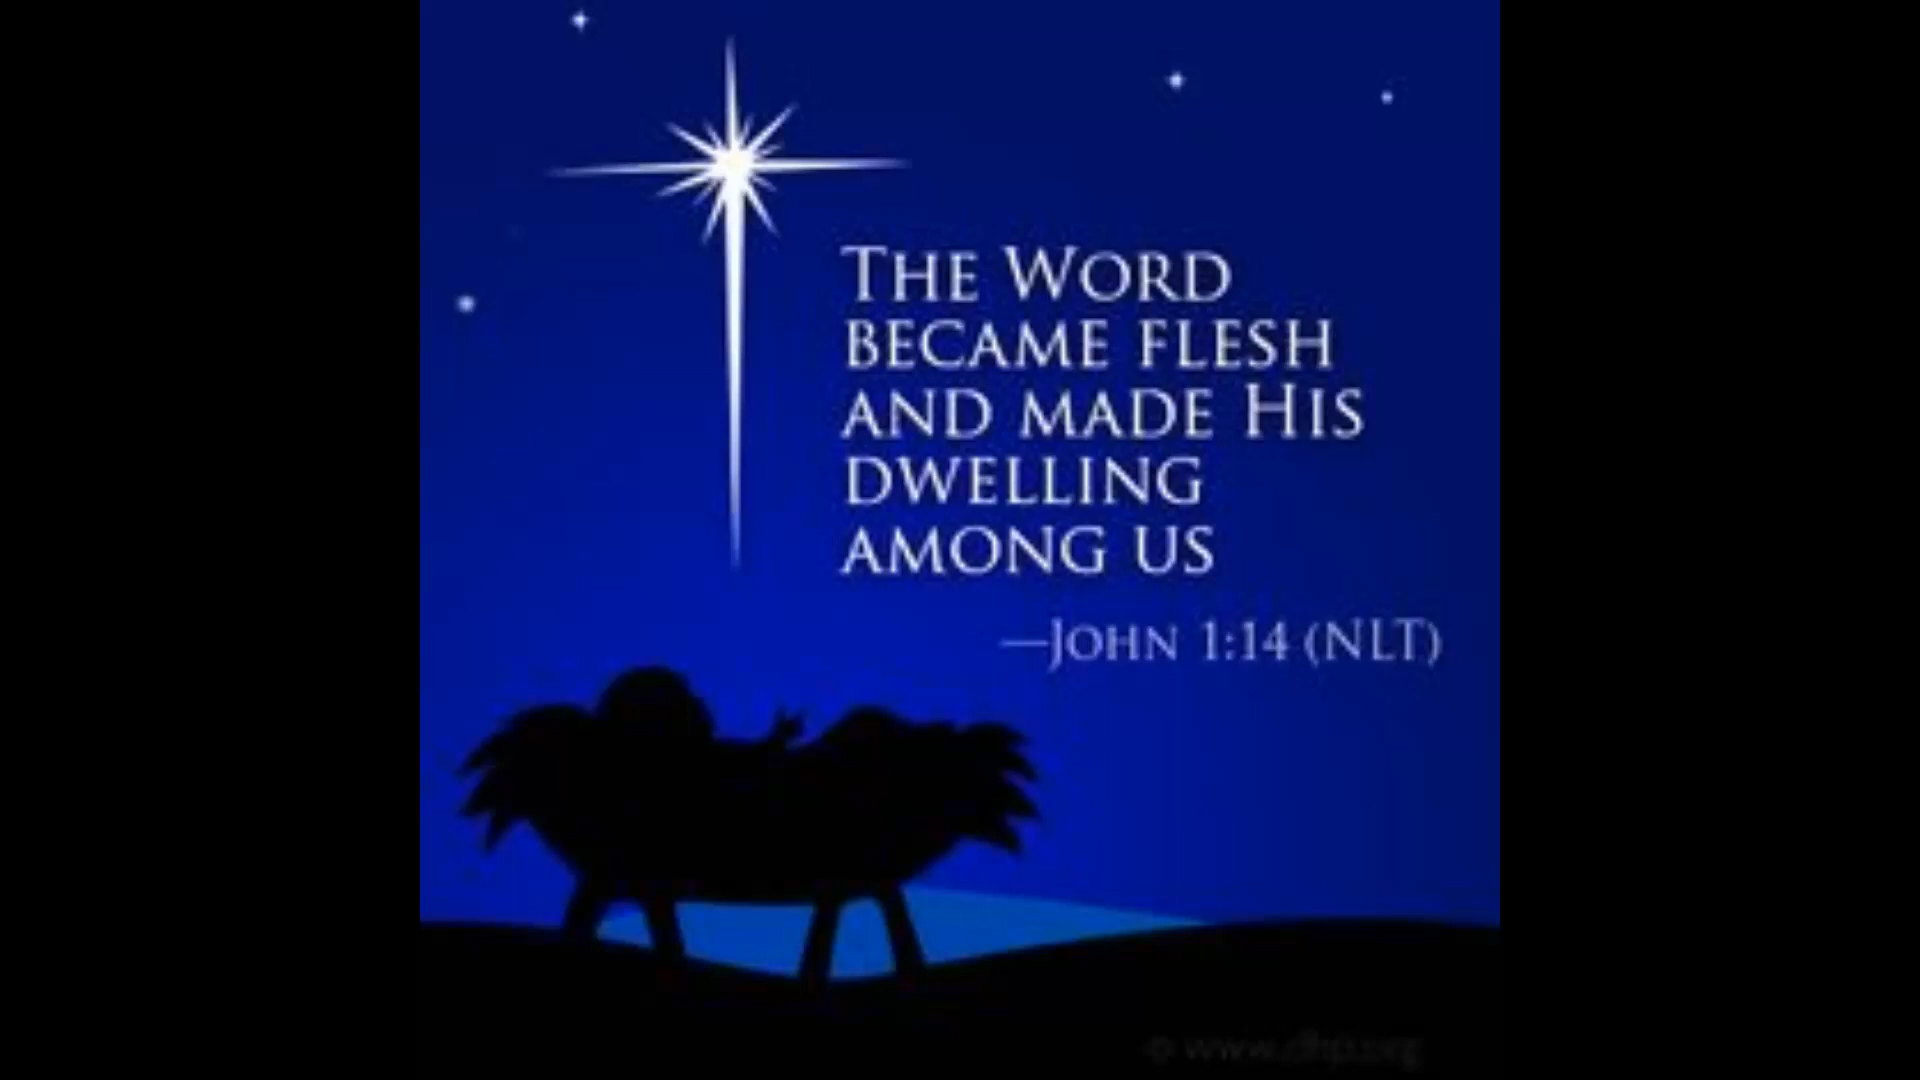 The Word
became flesh
and made His
dwelling
among us
—John 1:14 (NLT)